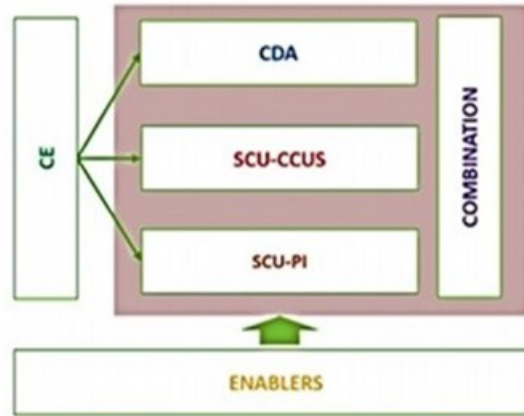 CDA
CE
SCU-CCUS
COMBINATION
SCU-PI
ENABLERS